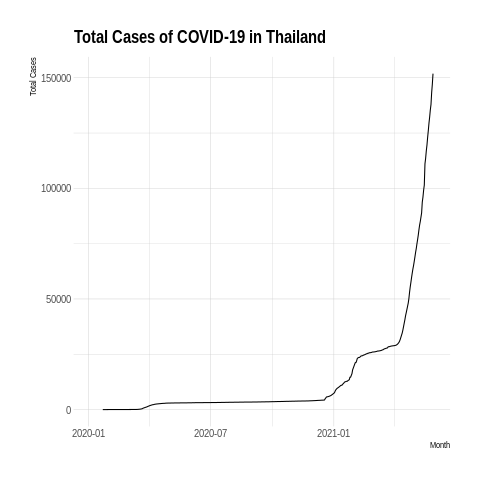 Total Cases of COVID-19 in Thailand
Total Cases
150000
100000
50000
0
2020-01 2020-07 2021-01
Month